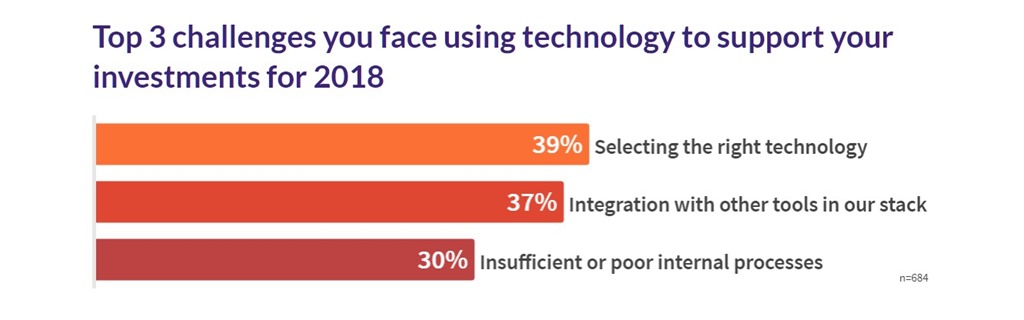 Top 3 challenges you face using technology to support your
investments for 2018
39% Selecting the right technology
37% Integration with other tools in our stack
30% Insufficient or poor internal processes
n=684